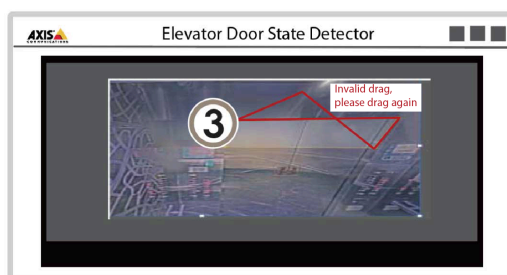 AXIS
COMMUNICATIONS
Elevator Door State Detector
Invalid drag,
please drag again
3